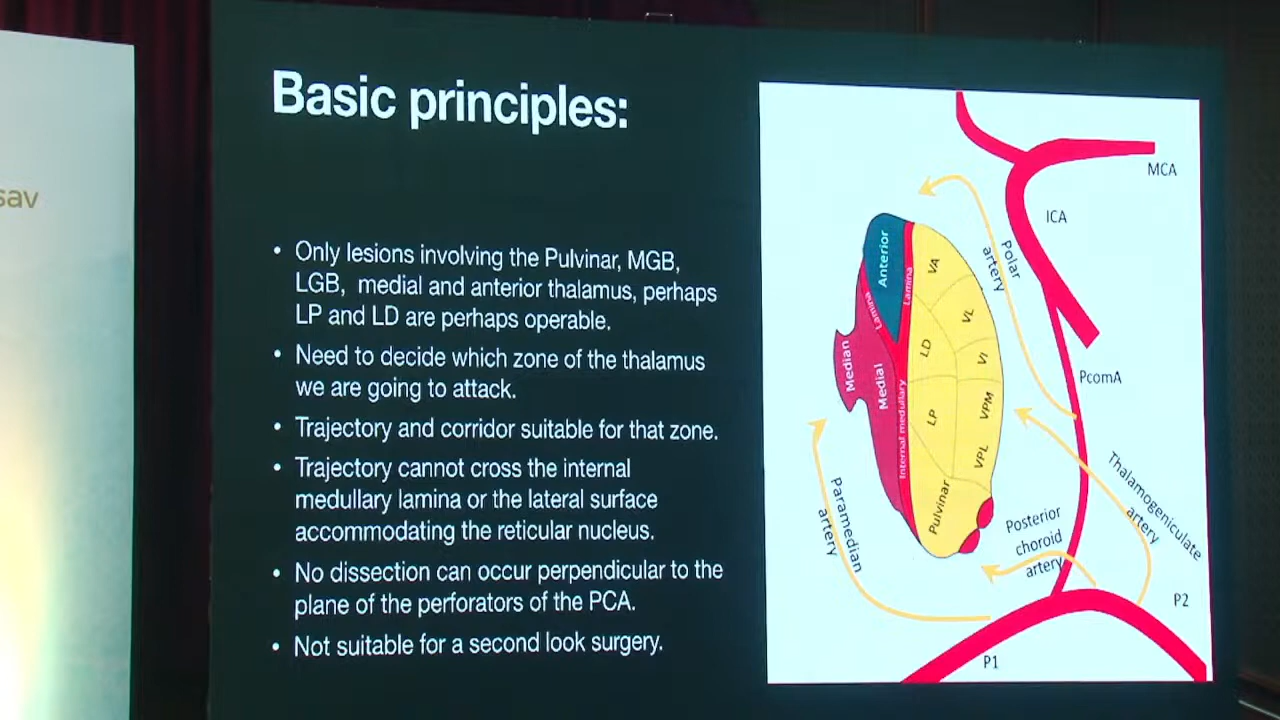 sav
Basic principles:
• Only lesions involving the Pulvinar, MGB,
LGB, medial and anterior thalamus, perhaps
LP and LD are perhaps operable.
• Need to decide which zone of the thalamus
we are going to attack.
• Trajectory and corridor suitable for that zone.
• Trajectory cannot cross the internal
medullary lamina or the lateral surface
accommodating the reticular nucleus.
• No dissection can occur perpendicular to the
plane of the perforators of the PCA.
• Not suitable for a second look surgery.
MCA
ICA
Polar
artery
Anterior
Lamina
Lamina
VA
VL
LD
VI
Median
Medial
Internal medullary
LP
VPM
VPL
Pulvinar
PcomA
Thalamogeniculate
artery
Paramedian
artery
Posterior
choroid
artery
P2
P1